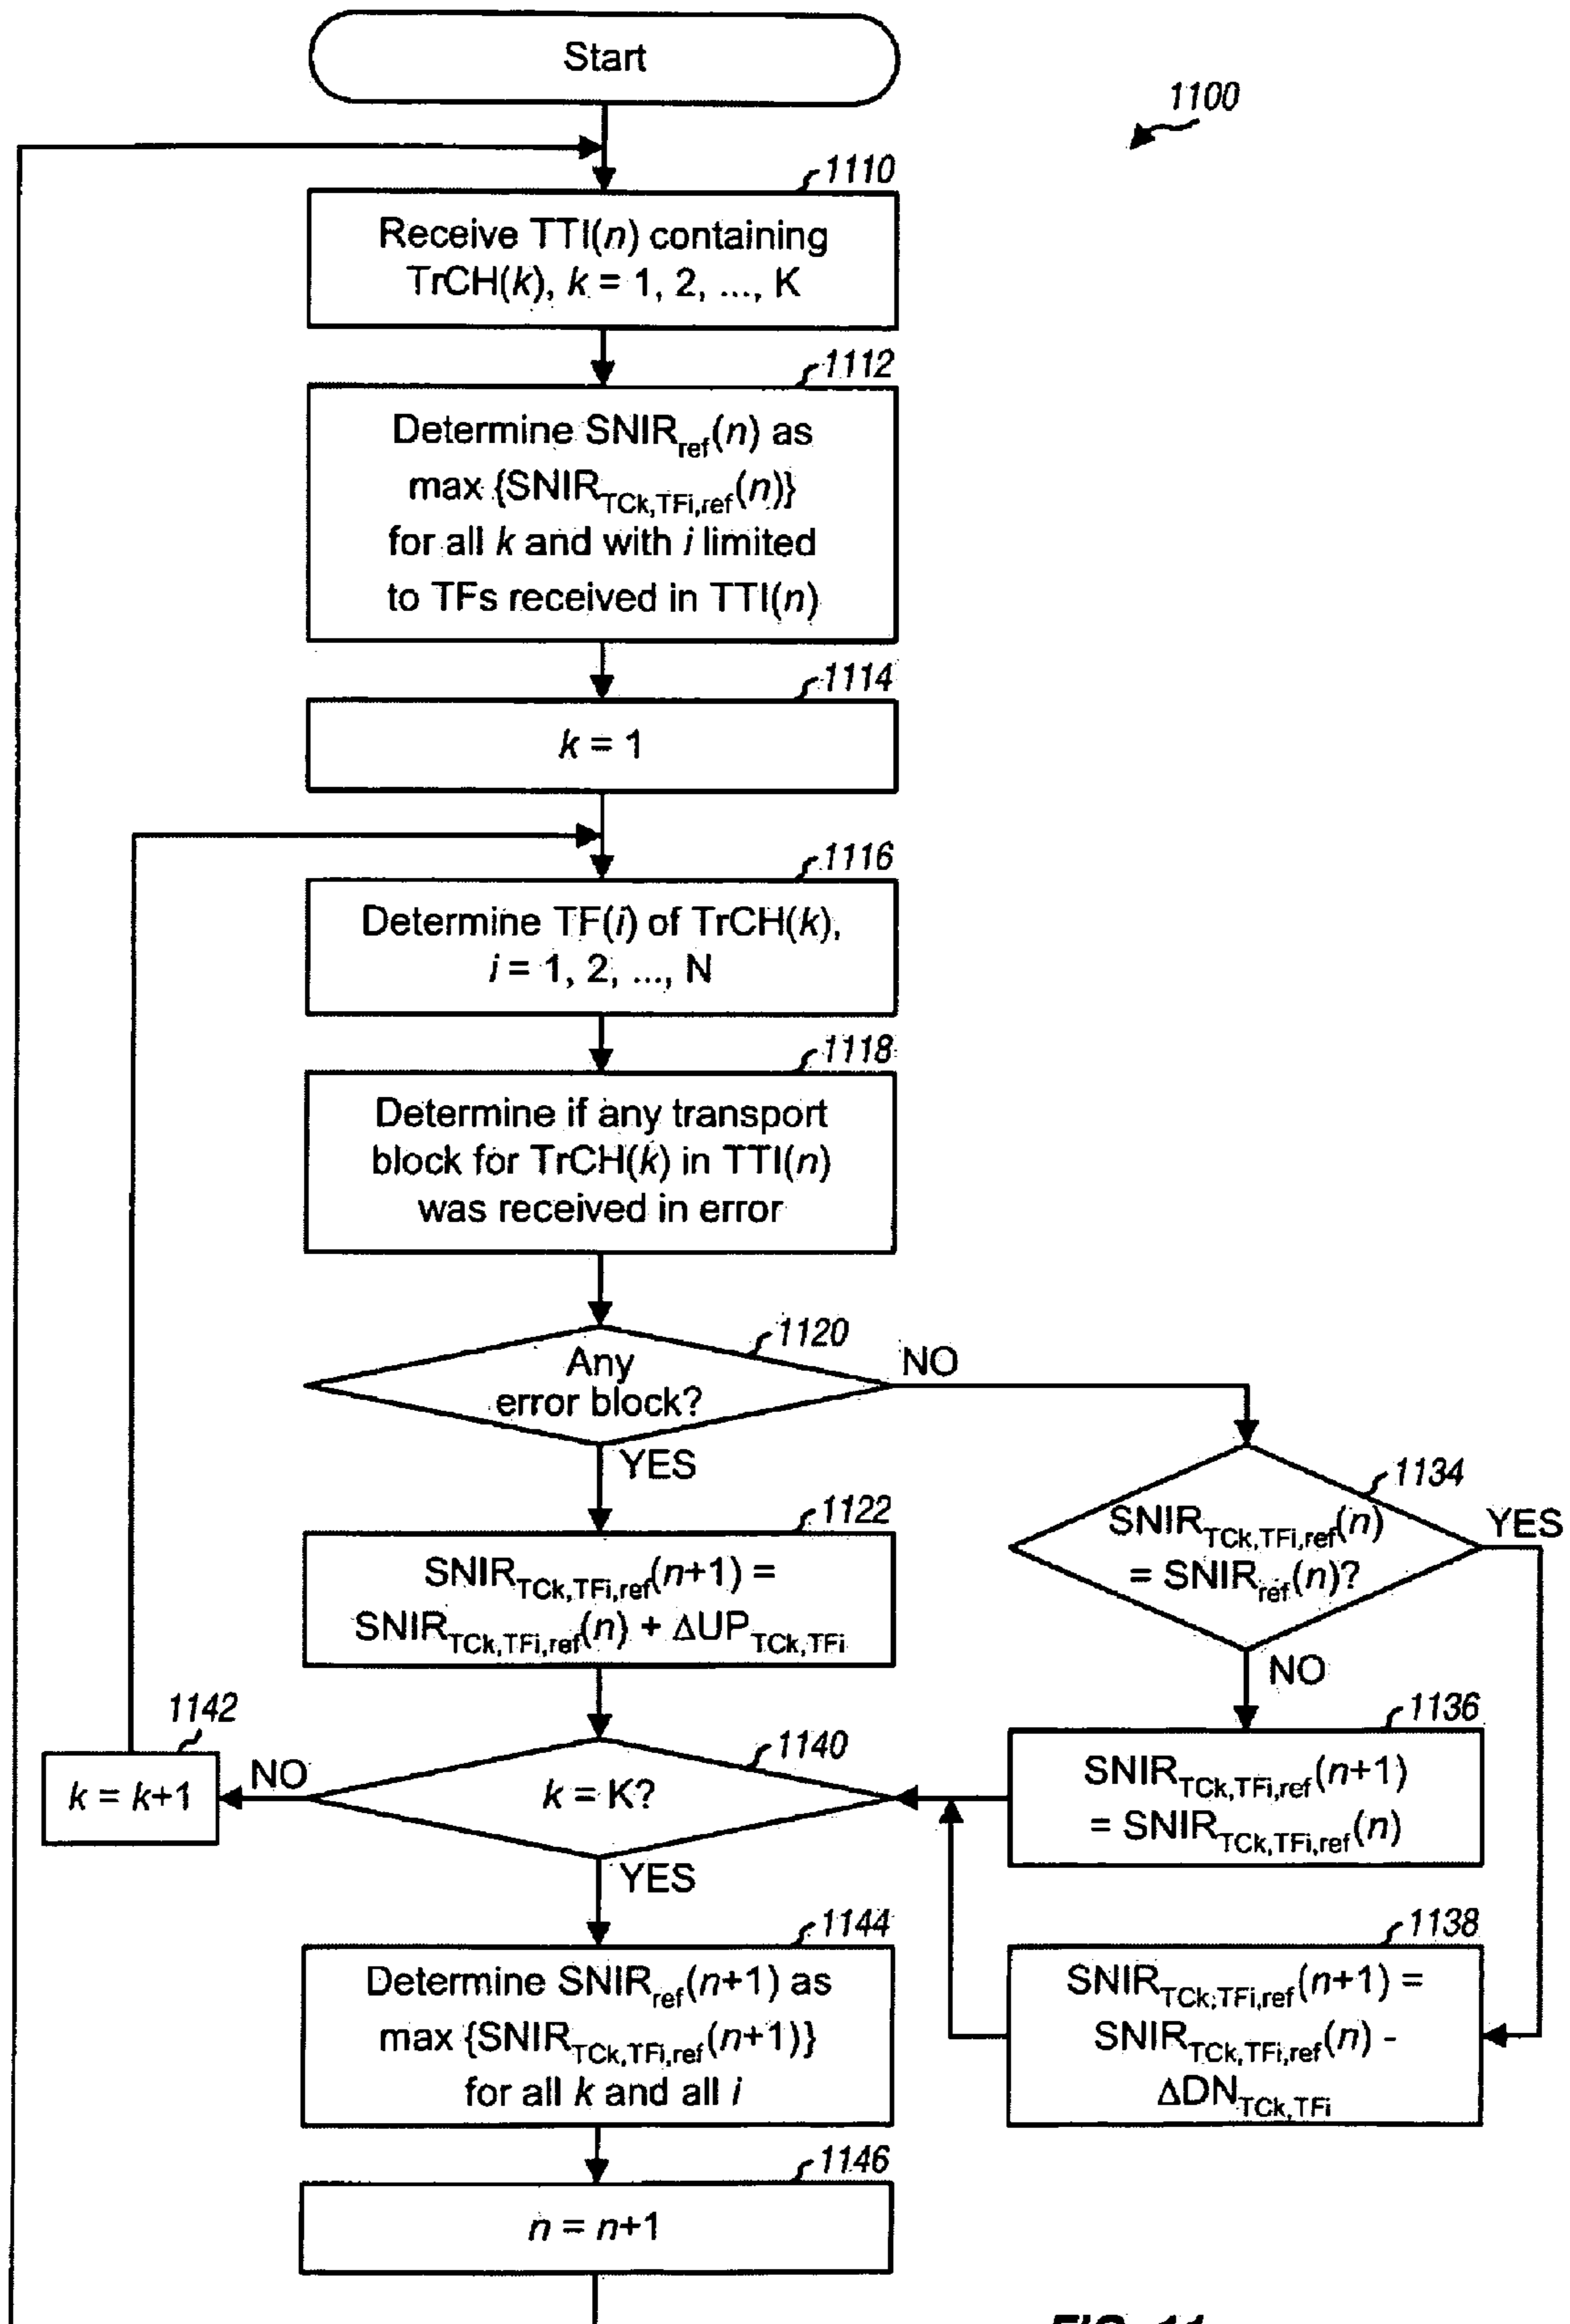 Start
1100
1110
Receive TTI(n) containing
TrCH(k), k = 1, 2, ..., K
1112
Determine SNIRref(n) as
max {SNIRTCk,TFi,ref(n)}
for all k and with i limited
to TFs received in TTI(n)
1114
k = 1
1116
Determine TF(i) of TrCH(k),
i = 1, 2, ..., N
1118
Determine if any transport
block for TrCH(k) in TTI(n)
was received in error
1120
Any
error block?
NO
YES
1134
SNIRTCk,TFi,ref(n)
= SNIRref(n)?
YES
NO
1122
SNIRTCk,TFi,ref(n+1) =
SNIRTCk,TFi,ref(n) + ΔUPTCk,TFi
1136
SNIRTCk,TFi,ref(n+1)
= SNIRTCk,TFi,ref(n)
1142
k = k+1
NO
1140
k = K?
YES
1138
SNIRTCk,TFi,ref(n+1) =
SNIRTCk,TFi,ref(n) -
ΔDNTCk,TFi
1144
Determine SNIRref(n+1) as
max {SNIRTCk,TFi,ref(n+1)}
for all k and all i
1146
n = n+1
FIG. 11